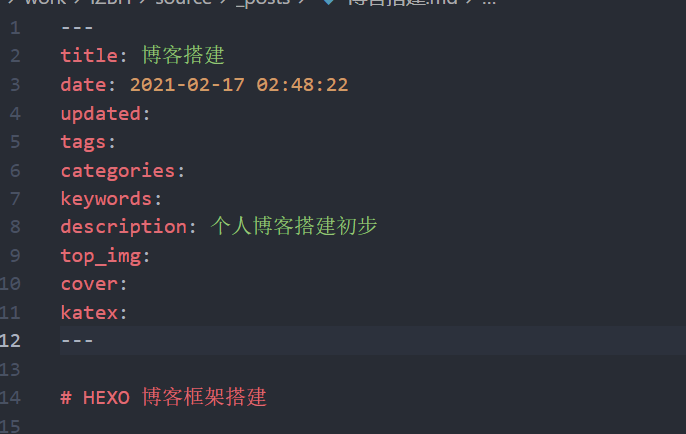 work source _posts 博客搭建.md ...
1 ---
2 title: 博客搭建
3 date: 2021-02-17 02:48:22
4 updated:
5 tags:
6 categories:
7 keywords:
8 description: 个人博客搭建初步
9 top_img:
10 cover:
11 katex:
12 ---
13
14 # HEXO 博客框架搭建
15